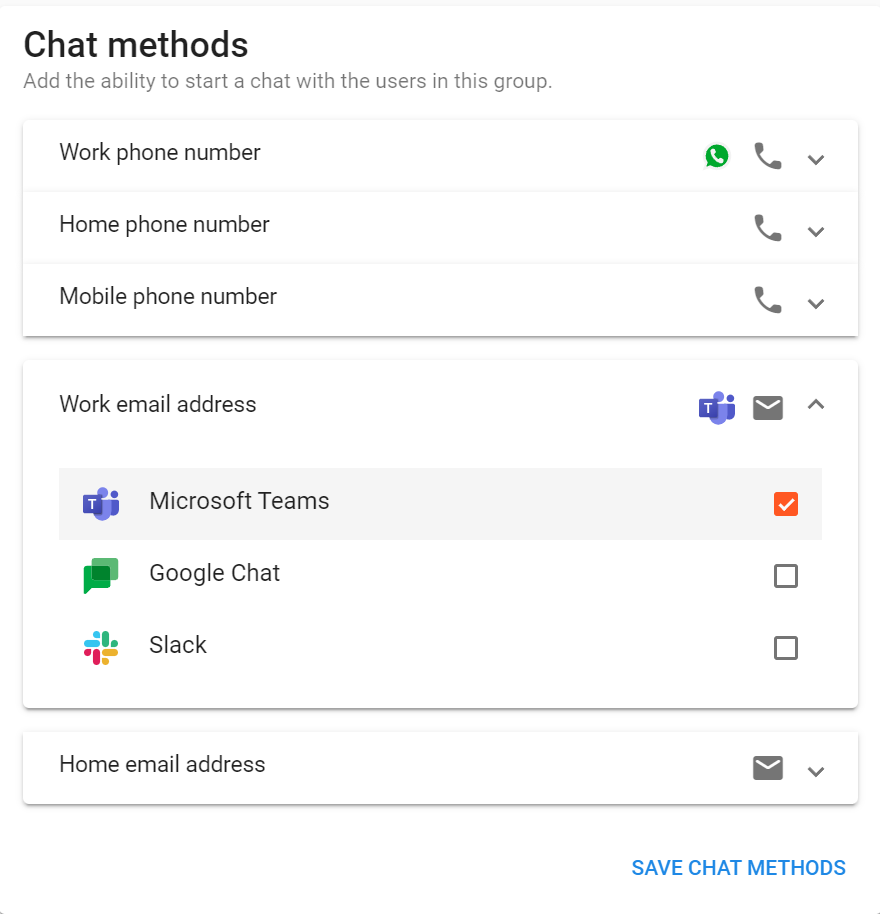 Chat methods
Add the ability to start a chat with the users in this group.
Work phone number
Home phone number
Mobile phone number
Work email address
T
T Microsoft Teams
Google Chat
Slack
Home email address
SAVE CHAT METHODS